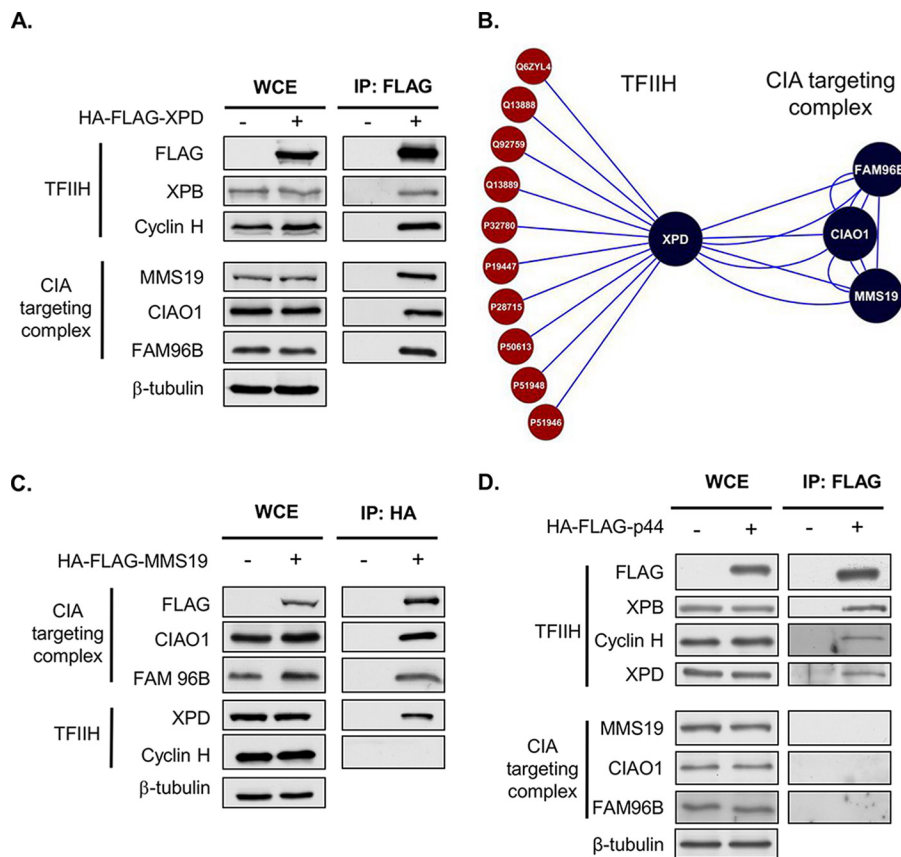 A.
WCE IP: FLAG
HA-FLAG-XPD - + - +
TFIIH
FLAG
XPB
Cyclin H
CIA
targeting
complex
MMS19
CIAO1
FAM96B
β-tubulin
B.
TFIIH
CIA targeting
complex
Q6ZYL4
Q13888
Q92759
Q13889
P32780
P19447
P28715
P50613
P51948
P51946
XPD
FAM96B
CIAO1
MMS19
C.
WCE IP: HA
HA-FLAG-MMS19 - + - +
CIA
targeting
complex
FLAG
CIAO1
FAM 96B
TFIIH
XPD
Cyclin H
β-tubulin
D.
WCE IP: FLAG
HA-FLAG-p44 - + - +
TFIIH
FLAG
XPB
Cyclin H
XPD
CIA
targeting
complex
MMS19
CIAO1
FAM96B
β-tubulin